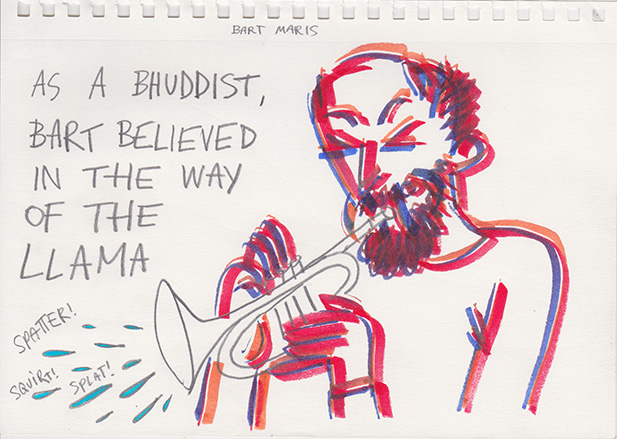 BART MARIS
AS A BHUDDIST,
BART BELIEVED
IN THE WAY
OF THE
LLAMA
SPATTER!
SQUIRT! SPLAT!